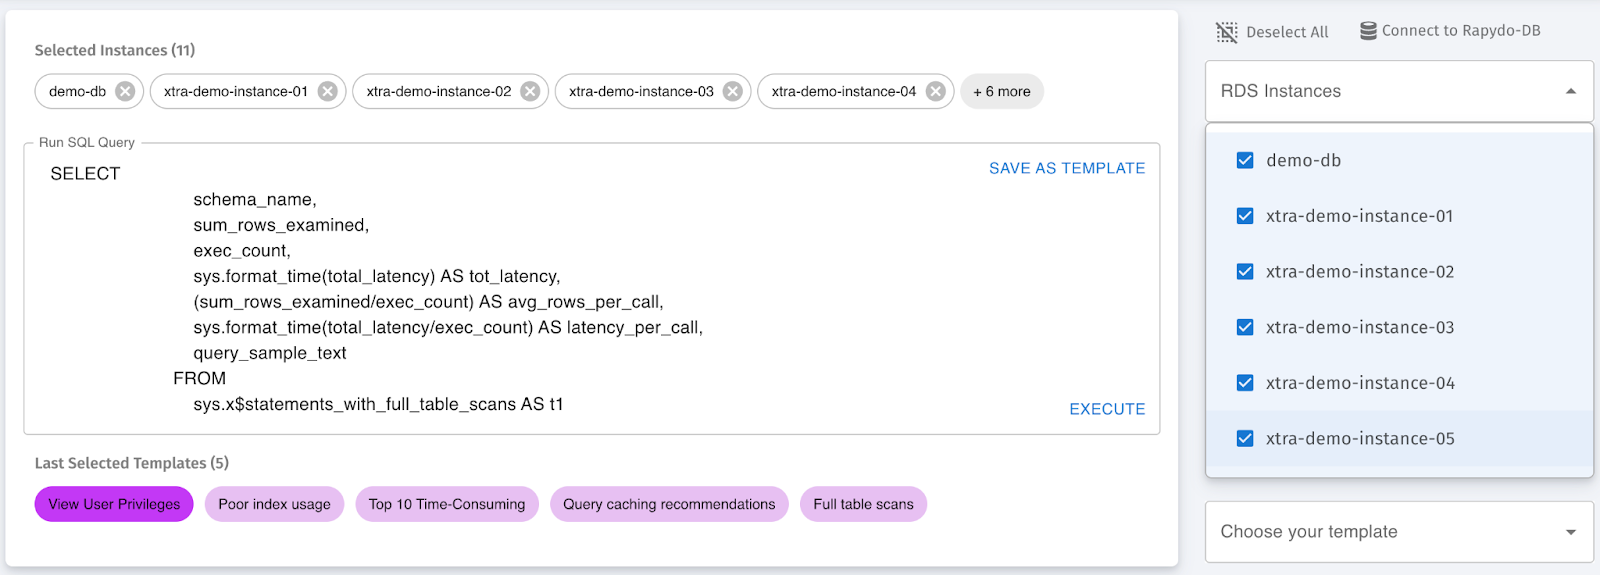 Selected Instances (11)
demo-db
xtra-demo-instance-01
xtra-demo-instance-02
xtra-demo-instance-03
xtra-demo-instance-04
+ 6 more
Run SQL Query
SELECT
SAVE AS TEMPLATE
schema_name,
sum_rows_examined,
exec_count,
sys.format_time(total_latency) AS tot_latency,
(sum_rows_examined/exec_count) AS avg_rows_per_call,
sys.format_time(total_latency/exec_count) AS latency_per_call,
query_sample_text
FROM
sys.x$statements_with_full_table_scans AS t1
EXECUTE
Last Selected Templates (5)
View User Privileges
Poor index usage
Top 10 Time-Consuming
Query caching recommendations
Full table scans
Deselect All
Connect to Rapydo-DB
RDS Instances
demo-db
xtra-demo-instance-01
xtra-demo-instance-02
xtra-demo-instance-03
xtra-demo-instance-04
xtra-demo-instance-05
Choose your template